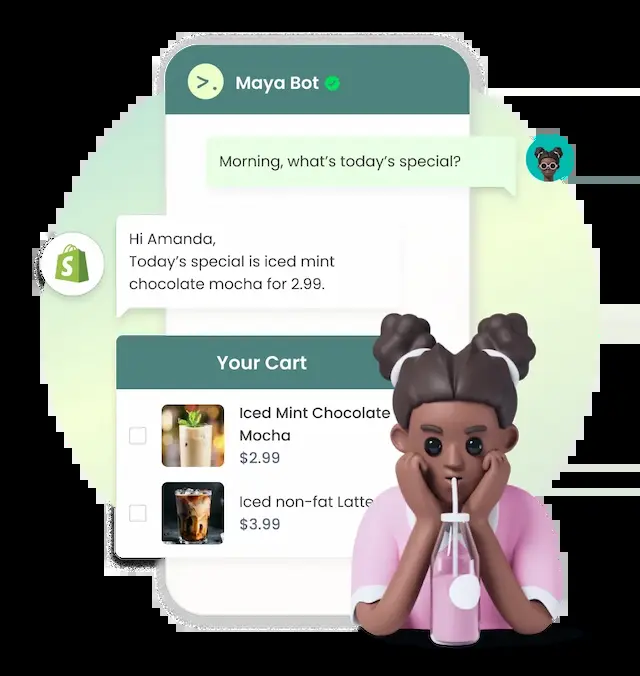 >.
Maya Bot
Morning, what's today's special?
Hi Amanda,
Today's special is iced mint
chocolate mocha for 2.99.
S
Your Cart
Iced Mint Chocolate
Mocha
$2.99
Iced non-fat Latte
$3.99